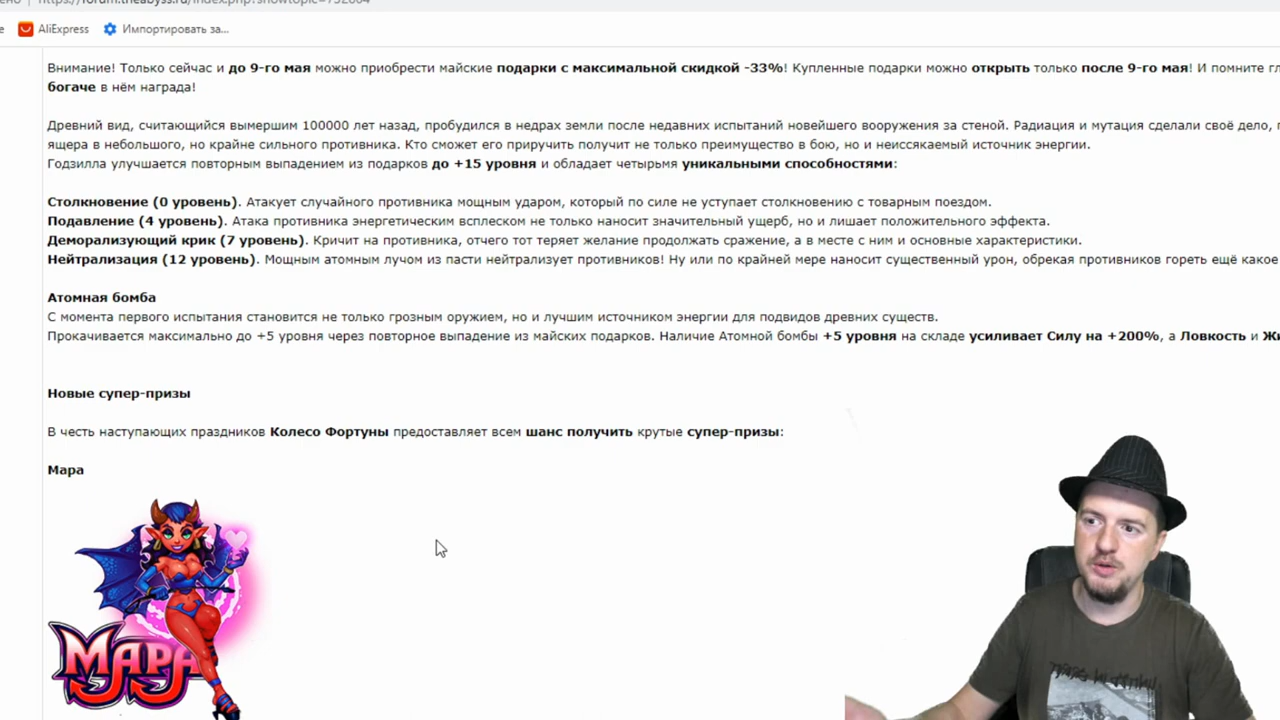 AliExpress Импортировать за...
Внимание! Только сейчас и до 9-го мая можно приобрести майские подарки с максимальной скидкой -33%! Купленные подарки можно открыть только после 9-го мая! И помните
богаче в нём награда!
Древний вид, считающийся вымершим 100000 лет назад, пробудился в недрах земли после недавних испытаний новейшего вооружения за стеной. Радиация и мутация сделали своё дело,
ящера в небольшого, но крайне сильного противника. Кто сможет его приручить получит не только преимущество в бою, но и неиссякаемый источник энергии.
Годзилла улучшается повторным выпадением из подарков до +15 уровня и обладает четырьмя уникальными способностями:
Столкновение (0 уровень). Атакует случайного противника мощным ударом, который по силе не уступает столкновению с товарным поездом.
Подавление (4 уровень). Атака противника энергетическим всплеском не только наносит значительный ущерб, но и лишает положительного эффекта.
Деморализующий крик (7 уровень). Кричит на противника, отчего тот теряет желание продолжать сражение, а в месте с ним и основные характеристики.
Нейтрализация (12 уровень). Мощным атомным лучом из пасти нейтрализует противников! Ну или по крайней мере наносит существенный урон, обрекая противников гореть ещё какое
Атомная бомба
С момента первого испытания становится не только грозным оружием, но и лучшим источником энергии для подвидов древних существ.
Прокачивается максимально до +5 уровня через повторное выпадение из майских подарков. Наличие Атомной бомбы +5 уровня на складе усиливает Силу на +200%, а Ловкость и
Новые супер-призы
В честь наступающих праздников Колесо Фортуны предоставляет всем шанс получить крутые супер-призы:
Мара
МАРА